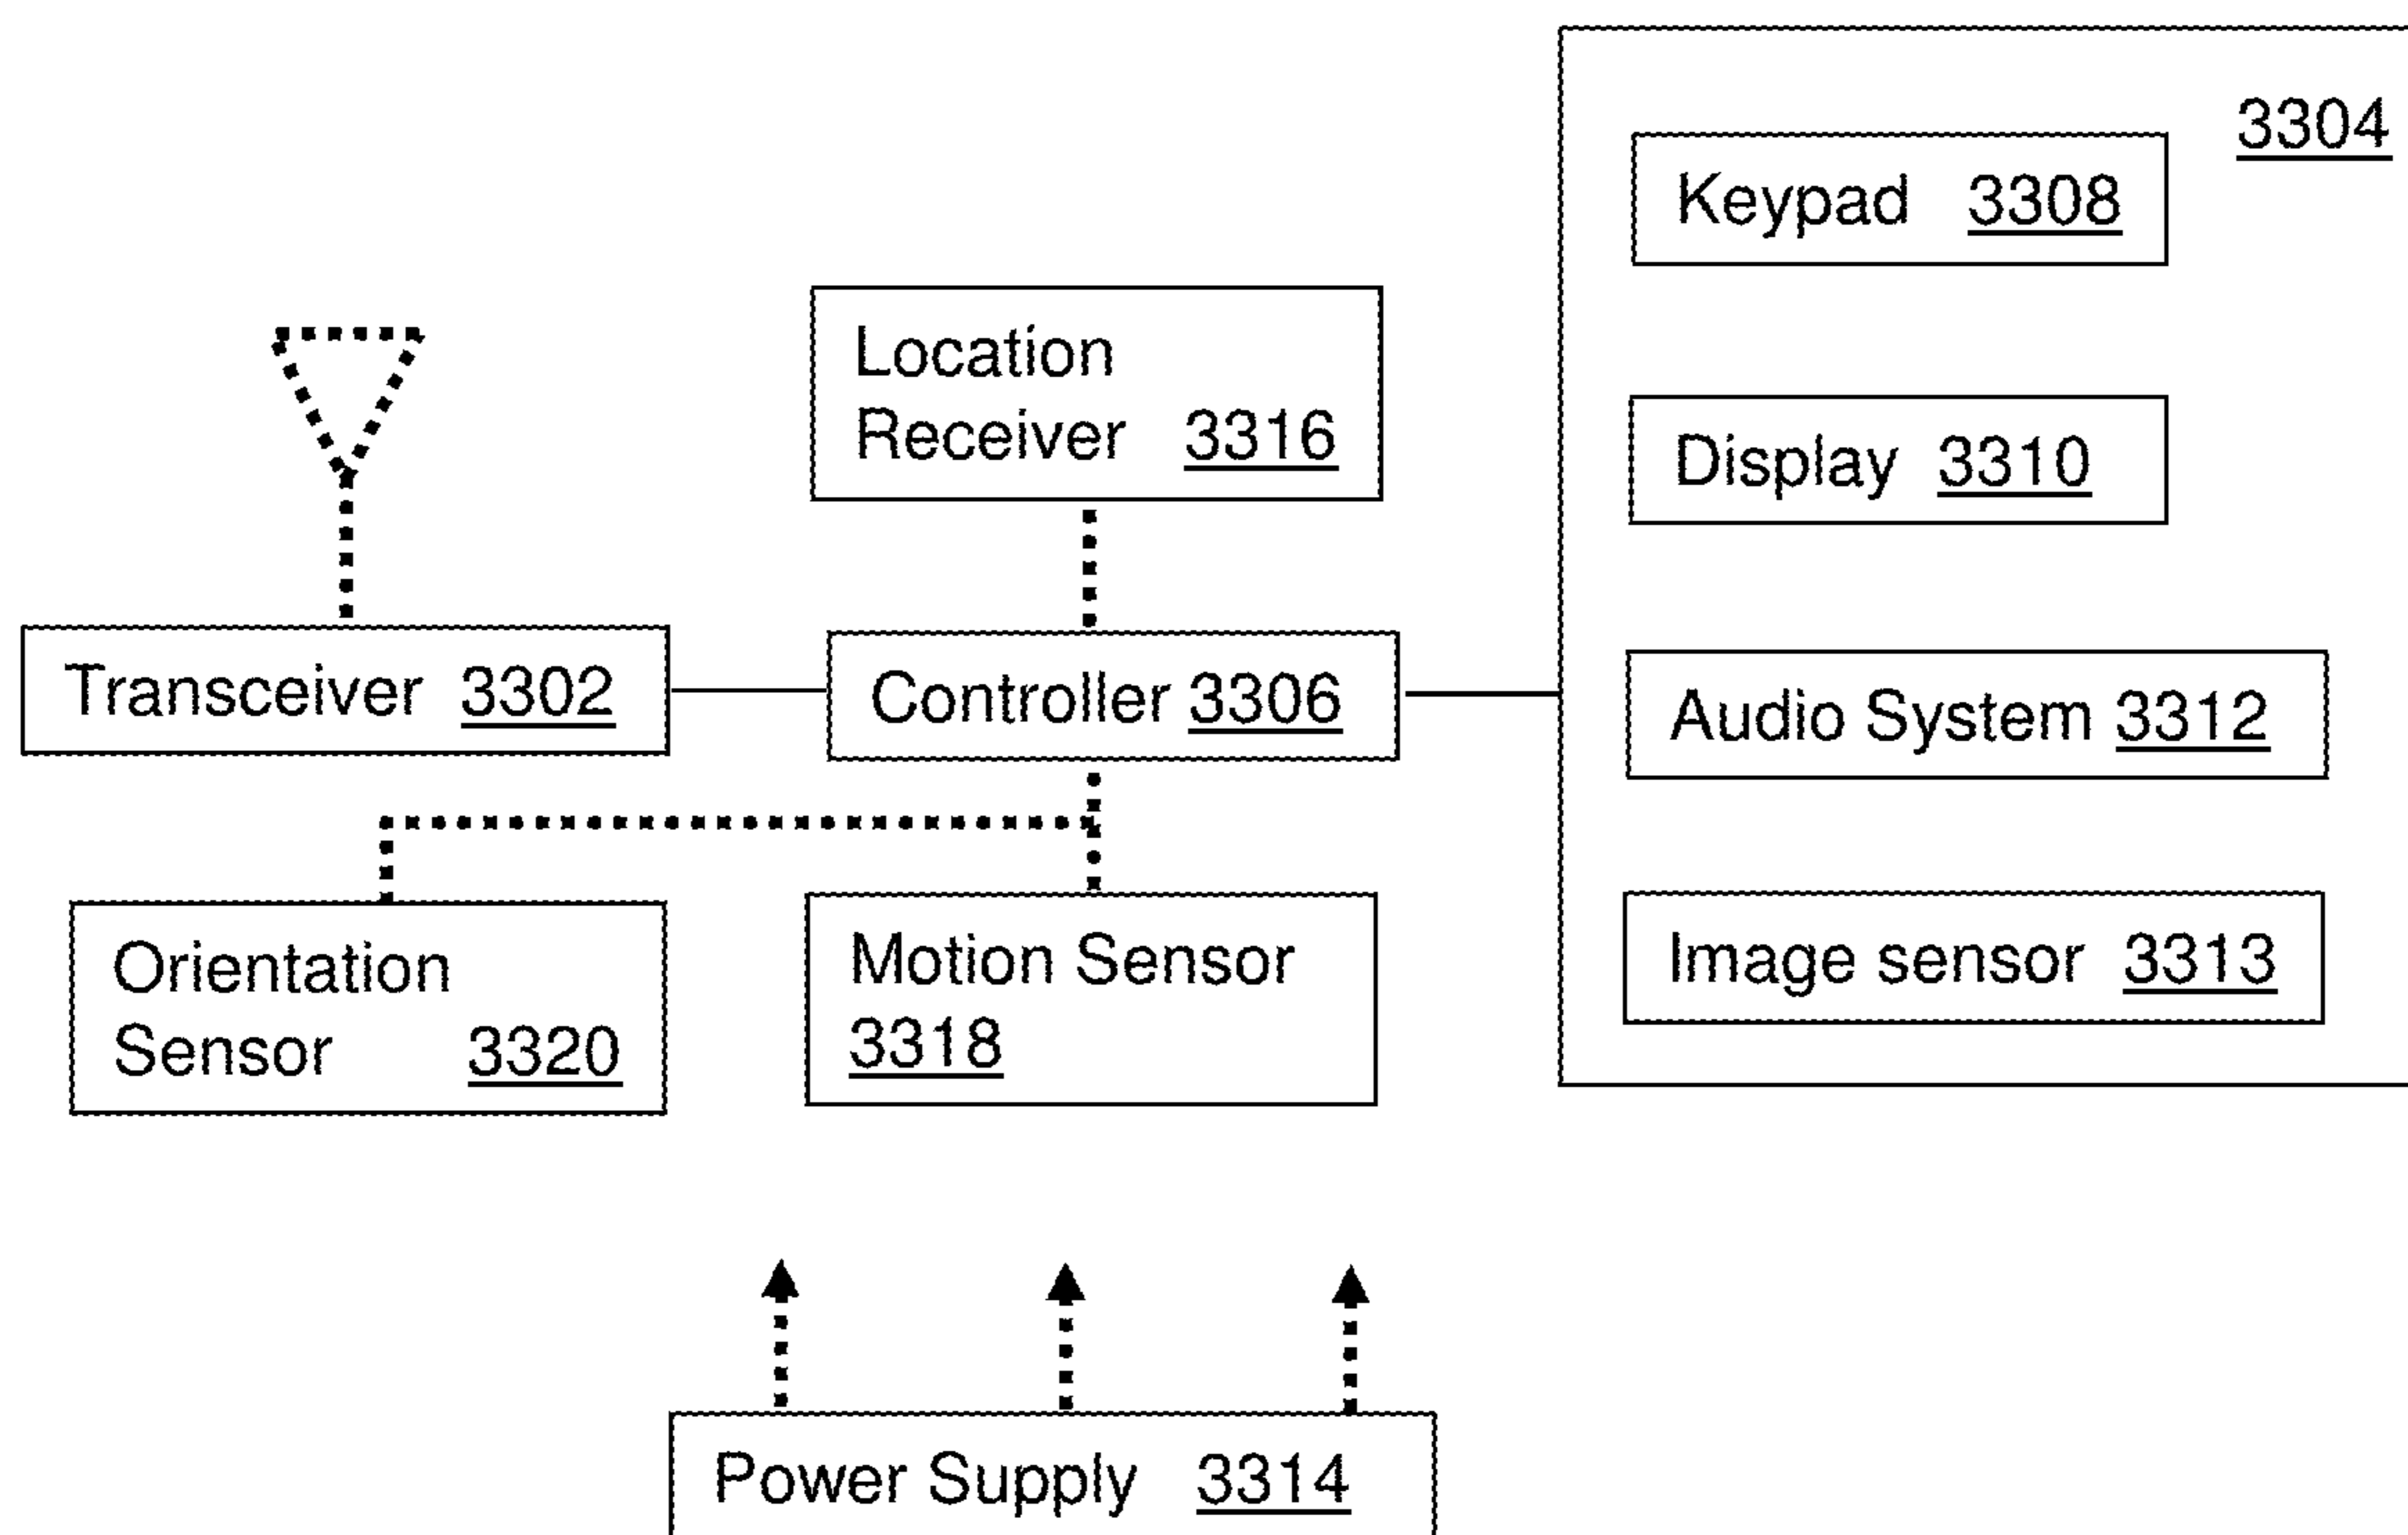 3304
Keypad 3308
Location
Receiver 3316
Display 3310
Transceiver 3302
Controller 3306
Audio System 3312
Orientation
Sensor 3320
Motion Sensor
3318
Image sensor 3313
Power Supply 3314